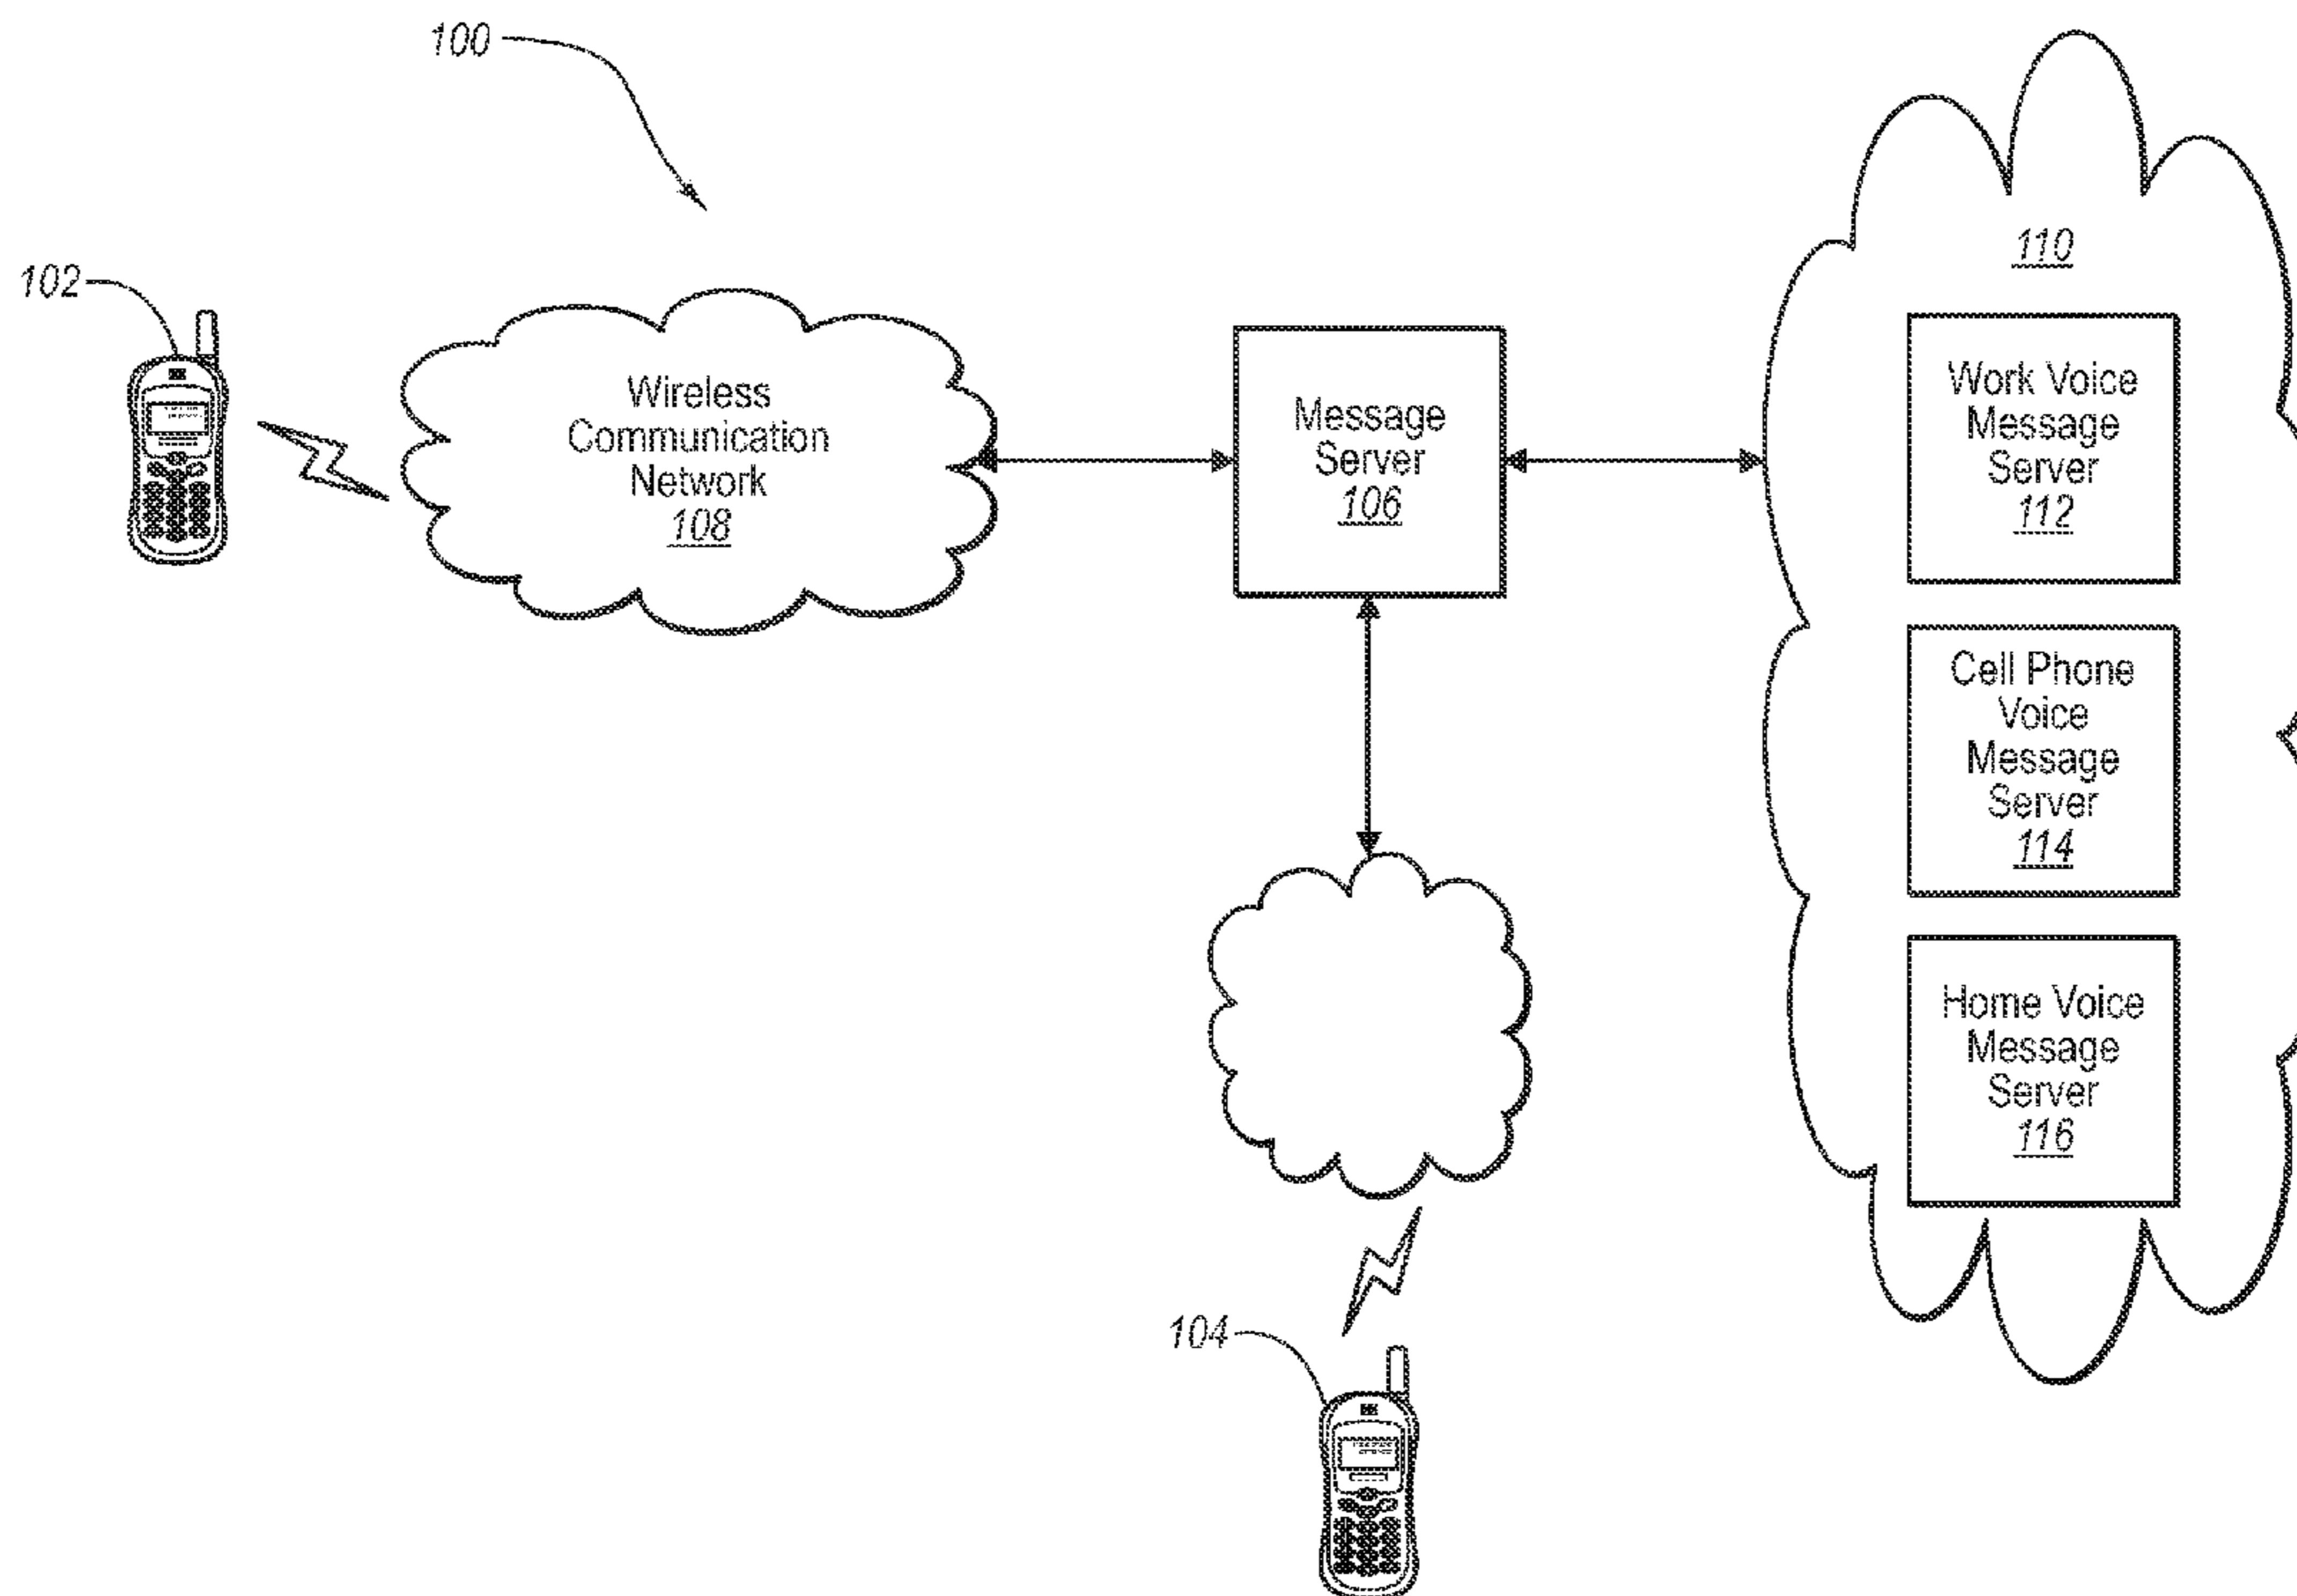 100
102
110
Wireless
Communication
Network
108
Message
Server
106
Work Voice
Message
Server
112
Cell Phone
Voice
Message
Server
114
Home Voice
Message
Server
116
104